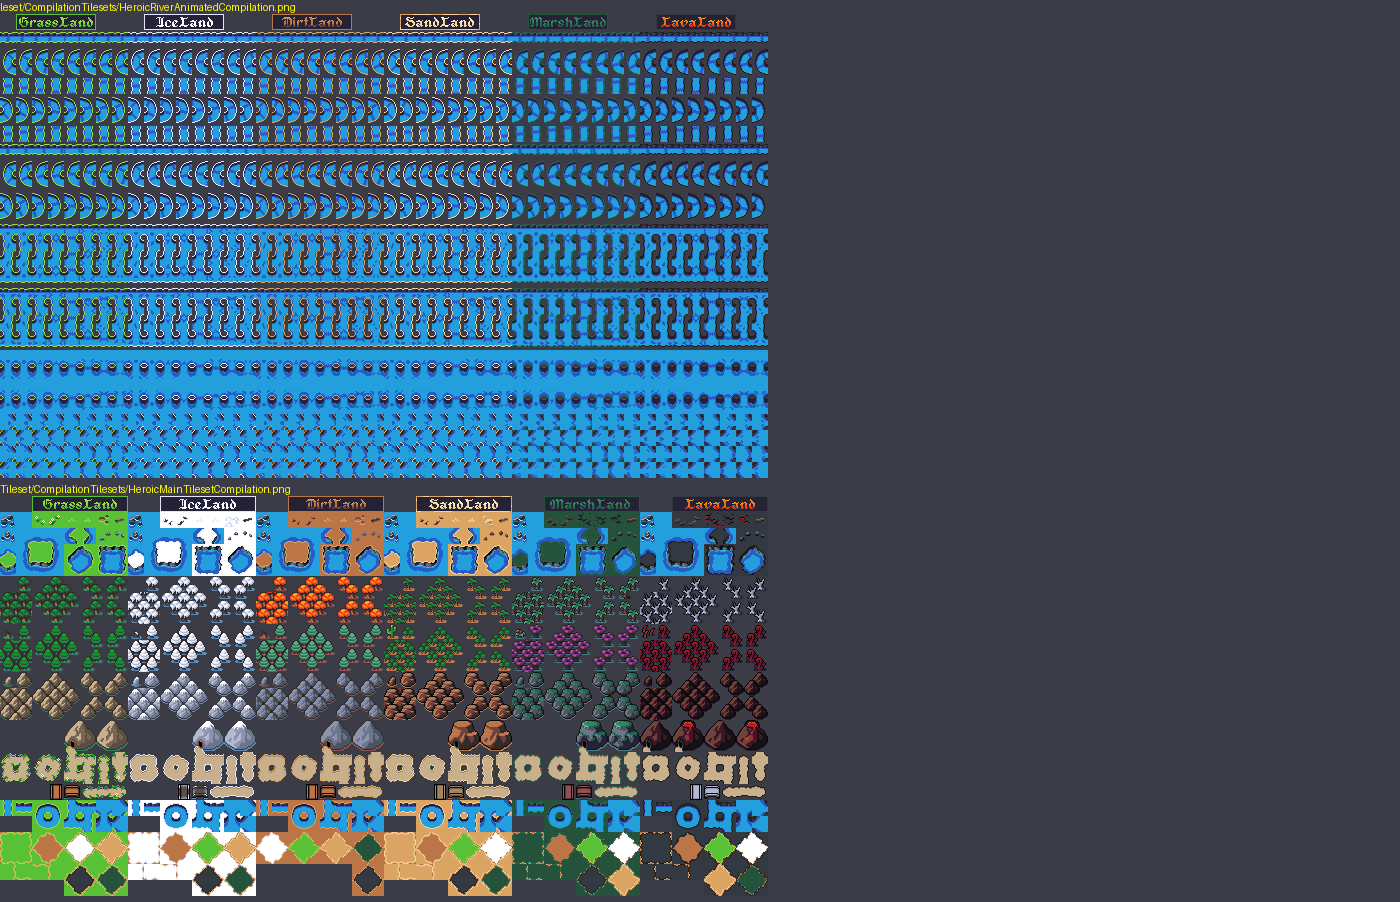 leset/CompilationTilesets/HeroicRiverAnimatedCompilation.png
GrassLand IceLand DirtLand SandLand MarshLand LavaLand
Tileset/CompilationTilesets/HeroicMainTilesetCompilation.png
GrassLand IceLand DirtLand SandLand MarshLand LavaLand